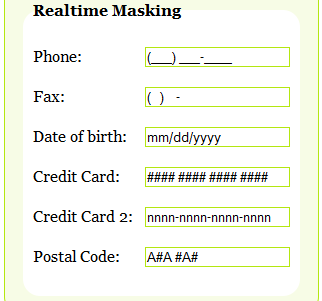 Realtime Masking
Phone: (___) ___-____
Fax: (  )   -
Date of birth: mm/dd/yyyy
Credit Card: #### #### #### ####
Credit Card 2: nnnn-nnnn-nnnn-nnnn
Postal Code: A#A #A#